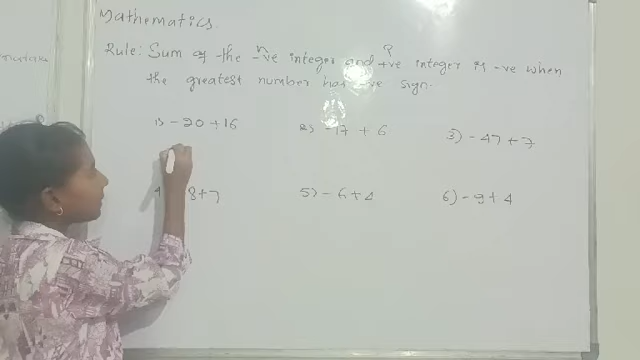 Mathematics.
Rule: Sum of the -ve integer and +ve integer is -ve when
the greatest number has -ve sign.
1) -20 +16
2) -17 + 6
3) -47 + 7
8+7
5) - 6 + 4
6) - 9 + 4